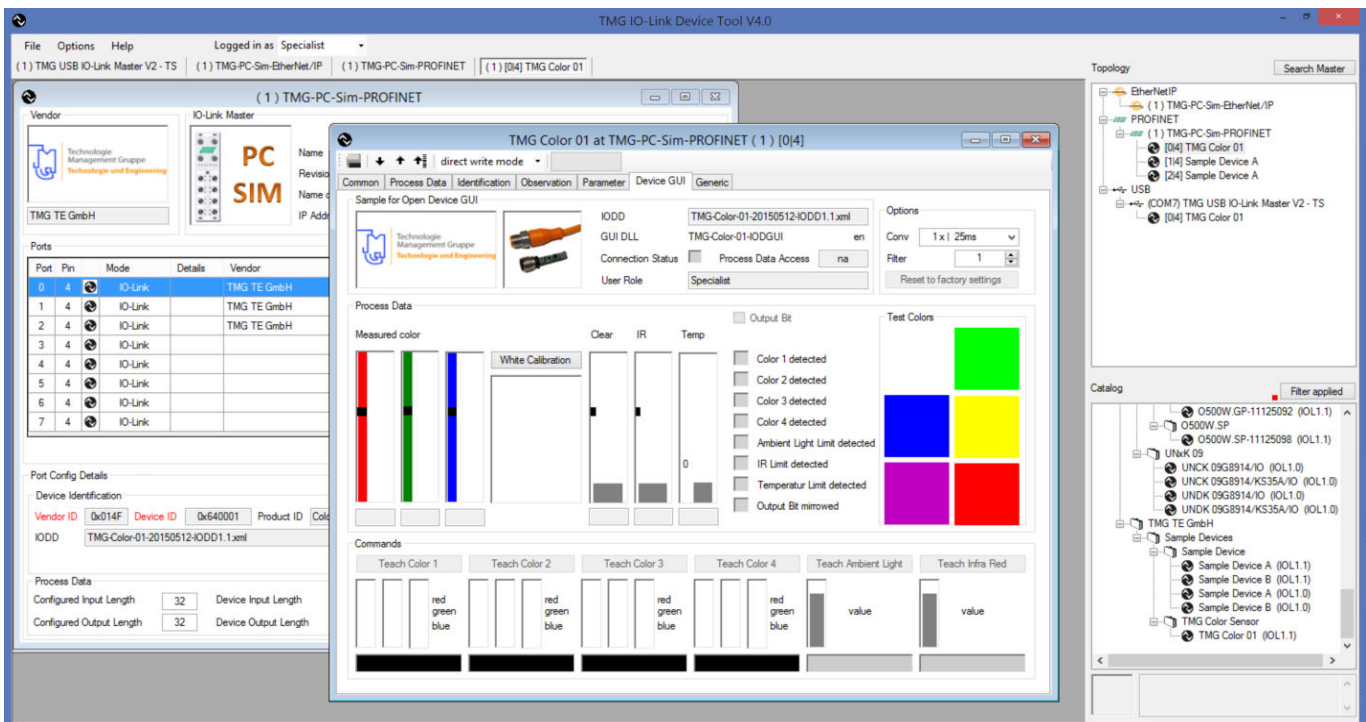 TMG IO-Link Device Tool V4.0
File Options Help Logged in as Specialist
(1) TMG USB IO-Link Master V2 - TS (1) TMG-PC-Sim-EtherNet/IP (1) TMG-PC-Sim-PROFINET (1) [0|4] TMG Color 01
(1) TMG-PC-Sim-PROFINET
Vendor IO-Link Master
Technologie
Management Gruppe
Technologie und Engineering
PC
SIM
Name
Revisio
Name o
IP Addr
TMG TE GmbH
Ports
Port Pin Mode Details Vendor
0 4 IO-Link TMG TE GmbH
1 4 IO-Link TMG TE GmbH
2 4 IO-Link TMG TE GmbH
3 4 IO-Link
4 4 IO-Link
5 4 IO-Link
6 4 IO-Link
7 4 IO-Link
Port Config Details
Device Identification
Vendor ID 0x014F Device ID 0x640001 Product ID Colo
IODD TMG-Color-01-20150512-IODD1.1.xml
Process Data
Configured Input Length 32 Device Input Length
Configured Output Length 32 Device Output Length
TMG Color 01 at TMG-PC-Sim-PROFINET (1) [0|4]
direct write mode
Common Process Data Identification Observation Parameter Device GUI Generic
Sample for Open Device GUI
Technologie
Management Gruppe
Technologie und Engineering
IODD TMG-Color-01-20150512-IODD1.1.xml
GUI DLL TMG-Color-01-IODGUI en
Connection Status Process Data Access na
User Role Specialist
Options
Conv 1x| 25ms
Filter 1
Reset to factory settings
Process Data
Measured color
White Calibration
Clear IR Temp
0
Output Bit
Color 1 detected
Color 2 detected
Color 3 detected
Color 4 detected
Ambient Light Limit detected
IR Limit detected
Temperatur Limit detected
Output Bit mirrowed
Test Colors
Commands
Teach Color 1 Teach Color 2 Teach Color 3 Teach Color 4 Teach Ambient Light Teach Infra Red
red red red red
green green green green value value
blue blue blue blue
Topology Search Master
EtherNetIP
(1) TMG-PC-Sim-EtherNet/IP
PROFINET
(1) TMG-PC-Sim-PROFINET
[0|4] TMG Color 01
[1|4] Sample Device A
[2|4] Sample Device A
USB
(COM7) TMG USB IO-Link Master V2 - TS
[0|4] TMG Color 01
Catalog Filter applied
O500W.GP-11125092 (IOL1.1)
O500W.SP
O500W.SP-11125098 (IOL1.1)
UNxK 09
UNCK 09G8914/IO (IOL1.0)
UNCK 09G8914/KS35A/IO (IOL1.0)
UNDK 09G8914/IO (IOL1.0)
UNDK 09G8914/KS35A/IO (IOL1.0)
TMG TE GmbH
Sample Devices
Sample Device
Sample Device A (IOL1.1)
Sample Device B (IOL1.1)
Sample Device A (IOL1.0)
Sample Device B (IOL1.0)
TMG Color Sensor
TMG Color 01 (IOL1.1)